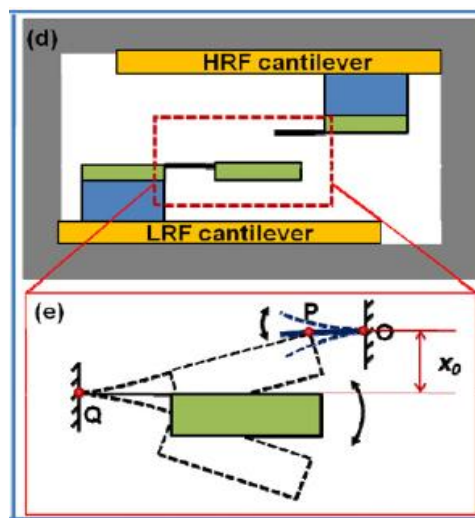 (d)
HRF cantilever
LRF cantilever
(e)
P
O
x₀
Q